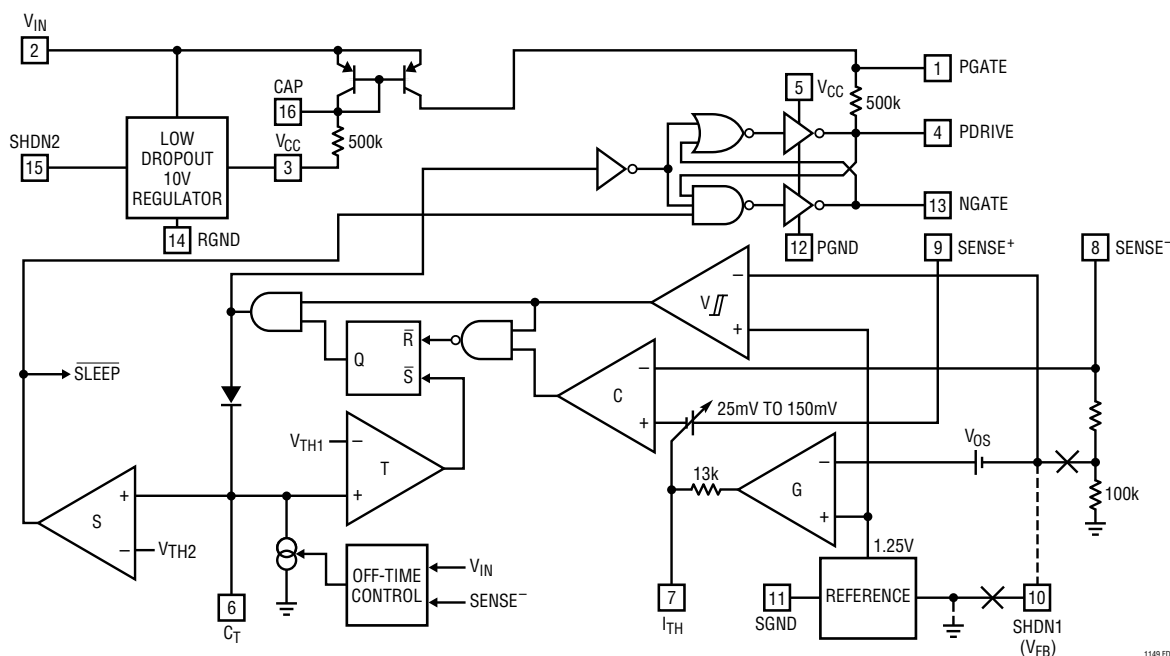 VIN
2
1
PGATE
CAP
16
5
VCC
500k
4
PDRIVE
SHDN2
15
LOW
DROPOUT
10V
REGULATOR
VCC
3
500k
13
NGATE
14
RGND
12
PGND
9
SENSE+
8
SENSE−
V
Q
R
S
SLEEP
C
25mV TO 150mV
VTH1
T
VOS
13k
G
100k
S
VTH2
1.25V
OFF-TIME
CONTROL
VIN
SENSE−
6
CT
7
ITH
11
SGND
REFERENCE
10
SHDN1
(VFB)